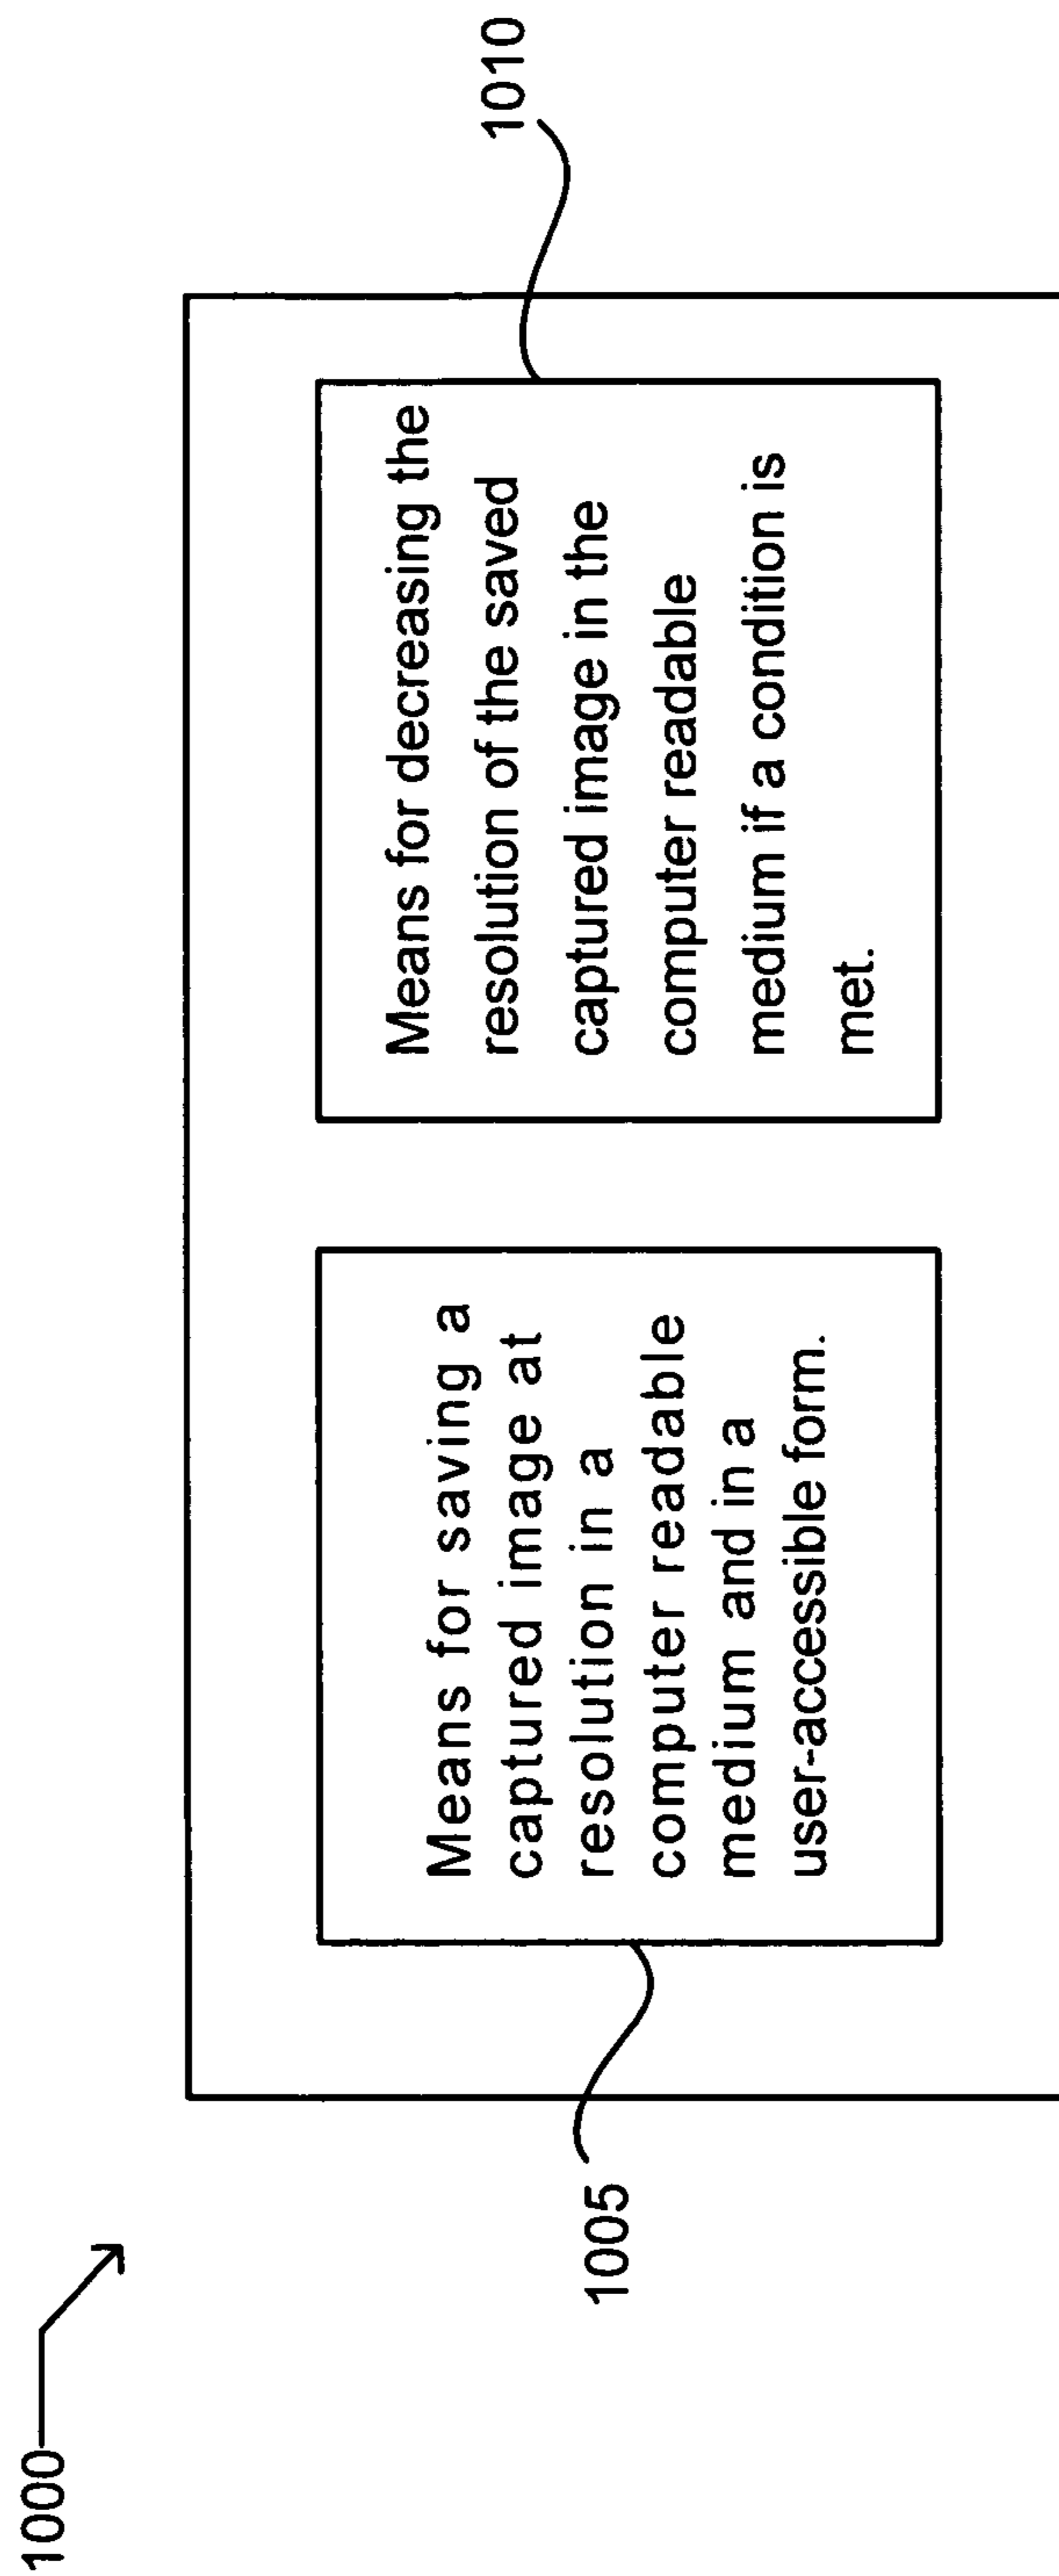 1000
1005
Means for saving a
captured image at
resolution in a
computer readable
medium and in a
user-accessible form.
Means for decreasing the
resolution of the saved
captured image in the
computer readable
medium if a condition is
met.
1010